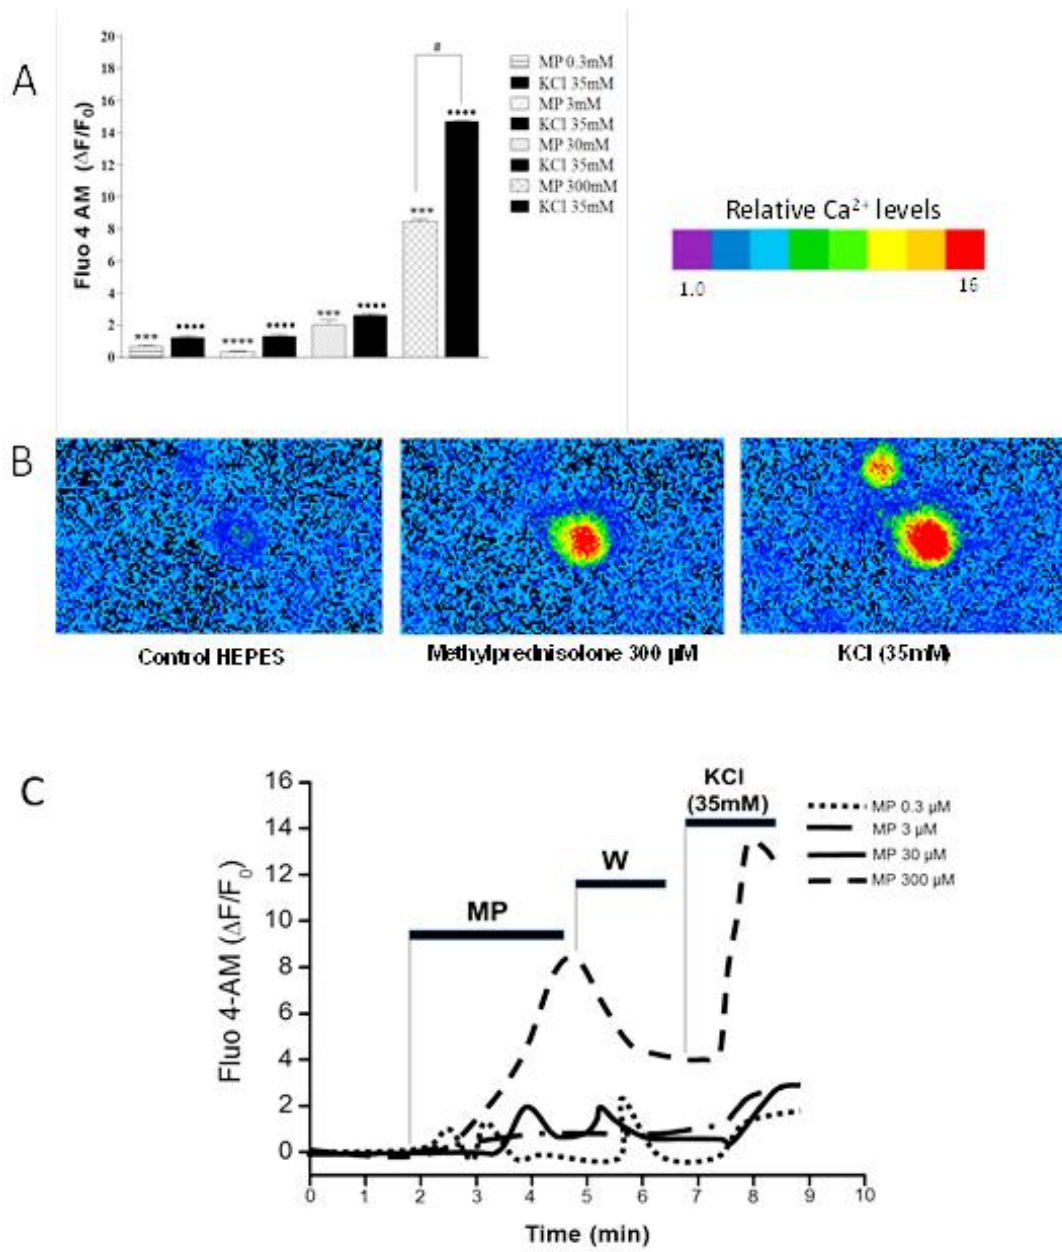 A
Fluo 4 AM (ΔF/F₀)
20
18
16
14
12
10
8
6
4
2
0
***
••••
****
••••
***
••••
***
••••
#
MP 0.3mM
KCl 35mM
MP 3mM
KCl 35mM
MP 30mM
KCl 35mM
MP 300mM
KCl 35mM
Relative Ca²⁺ levels
1.0
16
B
Control HEPES
Methylprednisolone 300 µM
KCl (35mM)
C
Fluo 4-AM (ΔF/F₀)
16
14
12
10
8
6
4
2
0
MP
W
KCl
(35mM)
MP 0.3 µM
MP 3 µM
MP 30 µM
MP 300 µM
0 1 2 3 4 5 6 7 8 9 10
Time (min)